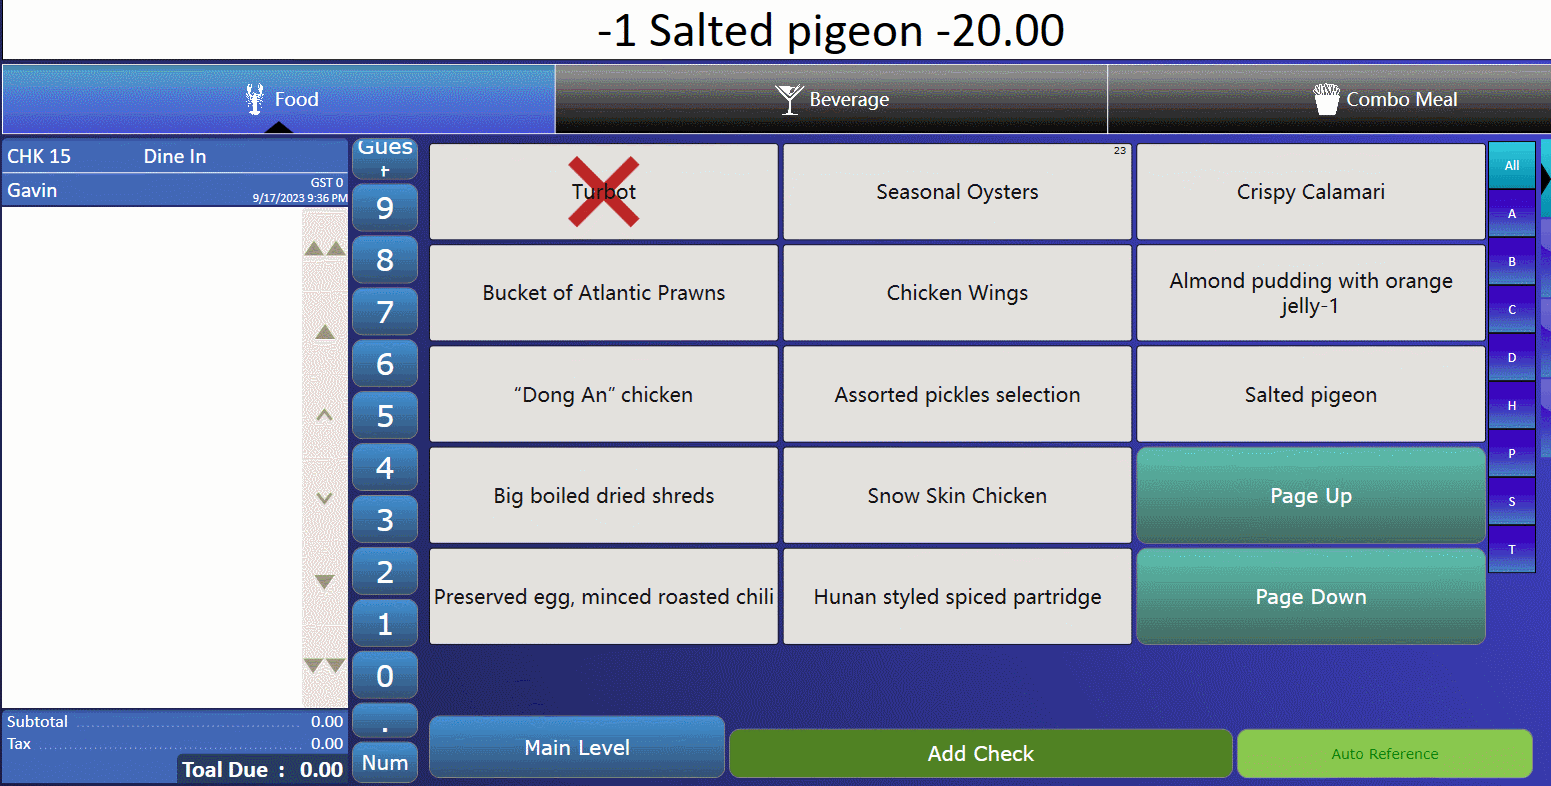 -1 Salted pigeon -20.00
Food
Beverage
Combo Meal
CHK 15 Dine In
Gavin
GST 0
9/17/2023 9:36 PM
Subtotal 0.00
Tax 0.00
Toal Due : 0.00
Gues
t
9
8
7
6
5
4
3
2
1
0
.
Num
Turbot
23
Seasonal Oysters
Crispy Calamari
Bucket of Atlantic Prawns
Chicken Wings
Almond pudding with orange
jelly-1
“Dong An” chicken
Assorted pickles selection
Salted pigeon
Big boiled dried shreds
Snow Skin Chicken
Page Up
Preserved egg, minced roasted chili
Hunan styled spiced partridge
Page Down
All
A
B
C
D
H
P
S
T
Main Level
Add Check
Auto Reference